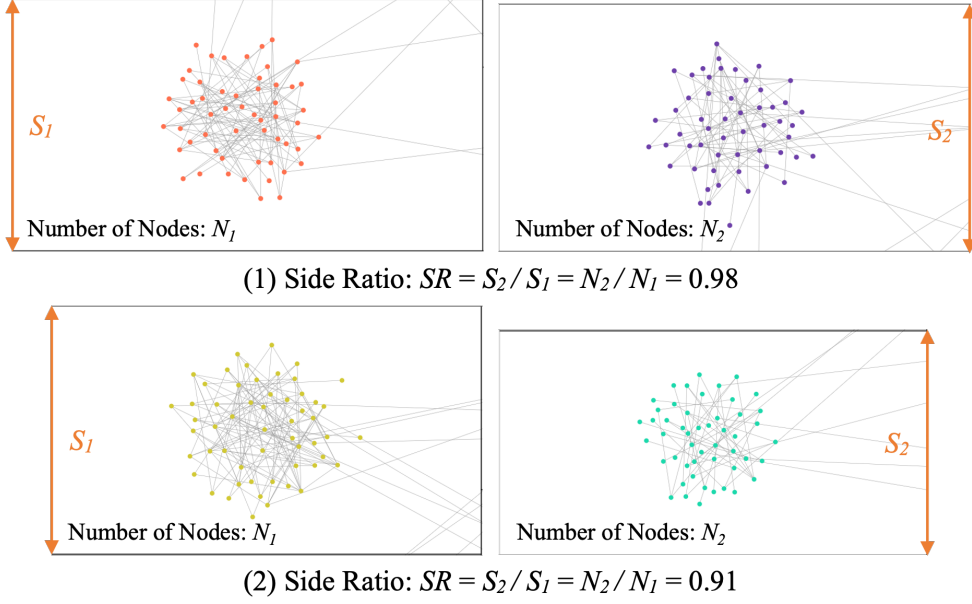 S1
S2
Number of Nodes: N1
Number of Nodes: N2
(1) Side Ratio: SR = S2 / S1 = N2 / N1 = 0.98
S1
S2
Number of Nodes: N1
Number of Nodes: N2
(2) Side Ratio: SR = S2 / S1 = N2 / N1 = 0.91